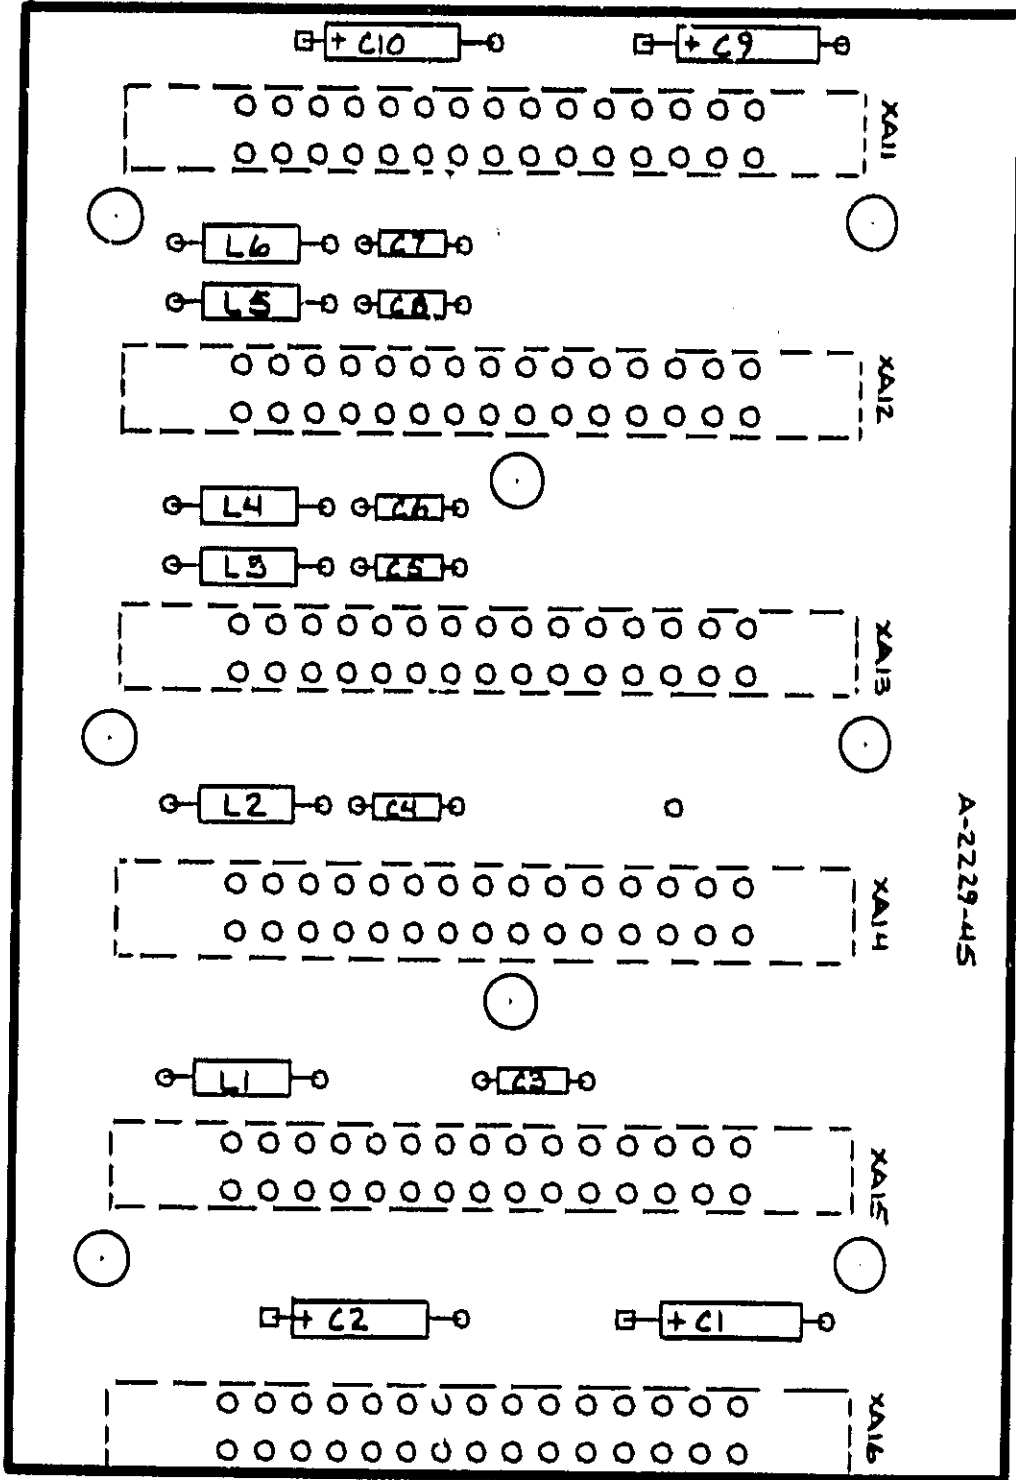 + C10
+ C9
XA11
L6
C7
L5
C8
XA12
L4
C6
L3
C5
XA13
L2
C4
A-2229-45
XA14
L1
C3
XA15
+ C2
+ C1
XA16